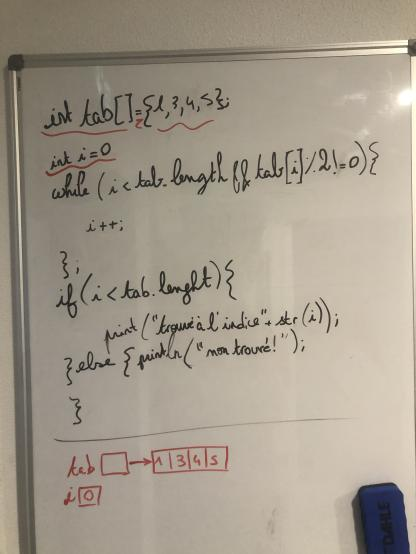 int tab[]={1,3,4,5};
int i=0
while (i<tab.length && tab[i]%2!=0){
i++;
};
if(i<tab.lenght){
print("trouvé à l'indice"+ str(i));
}else {println("non trouvé!");
}
tab → 1 3 4 5
i 0
DAHLE